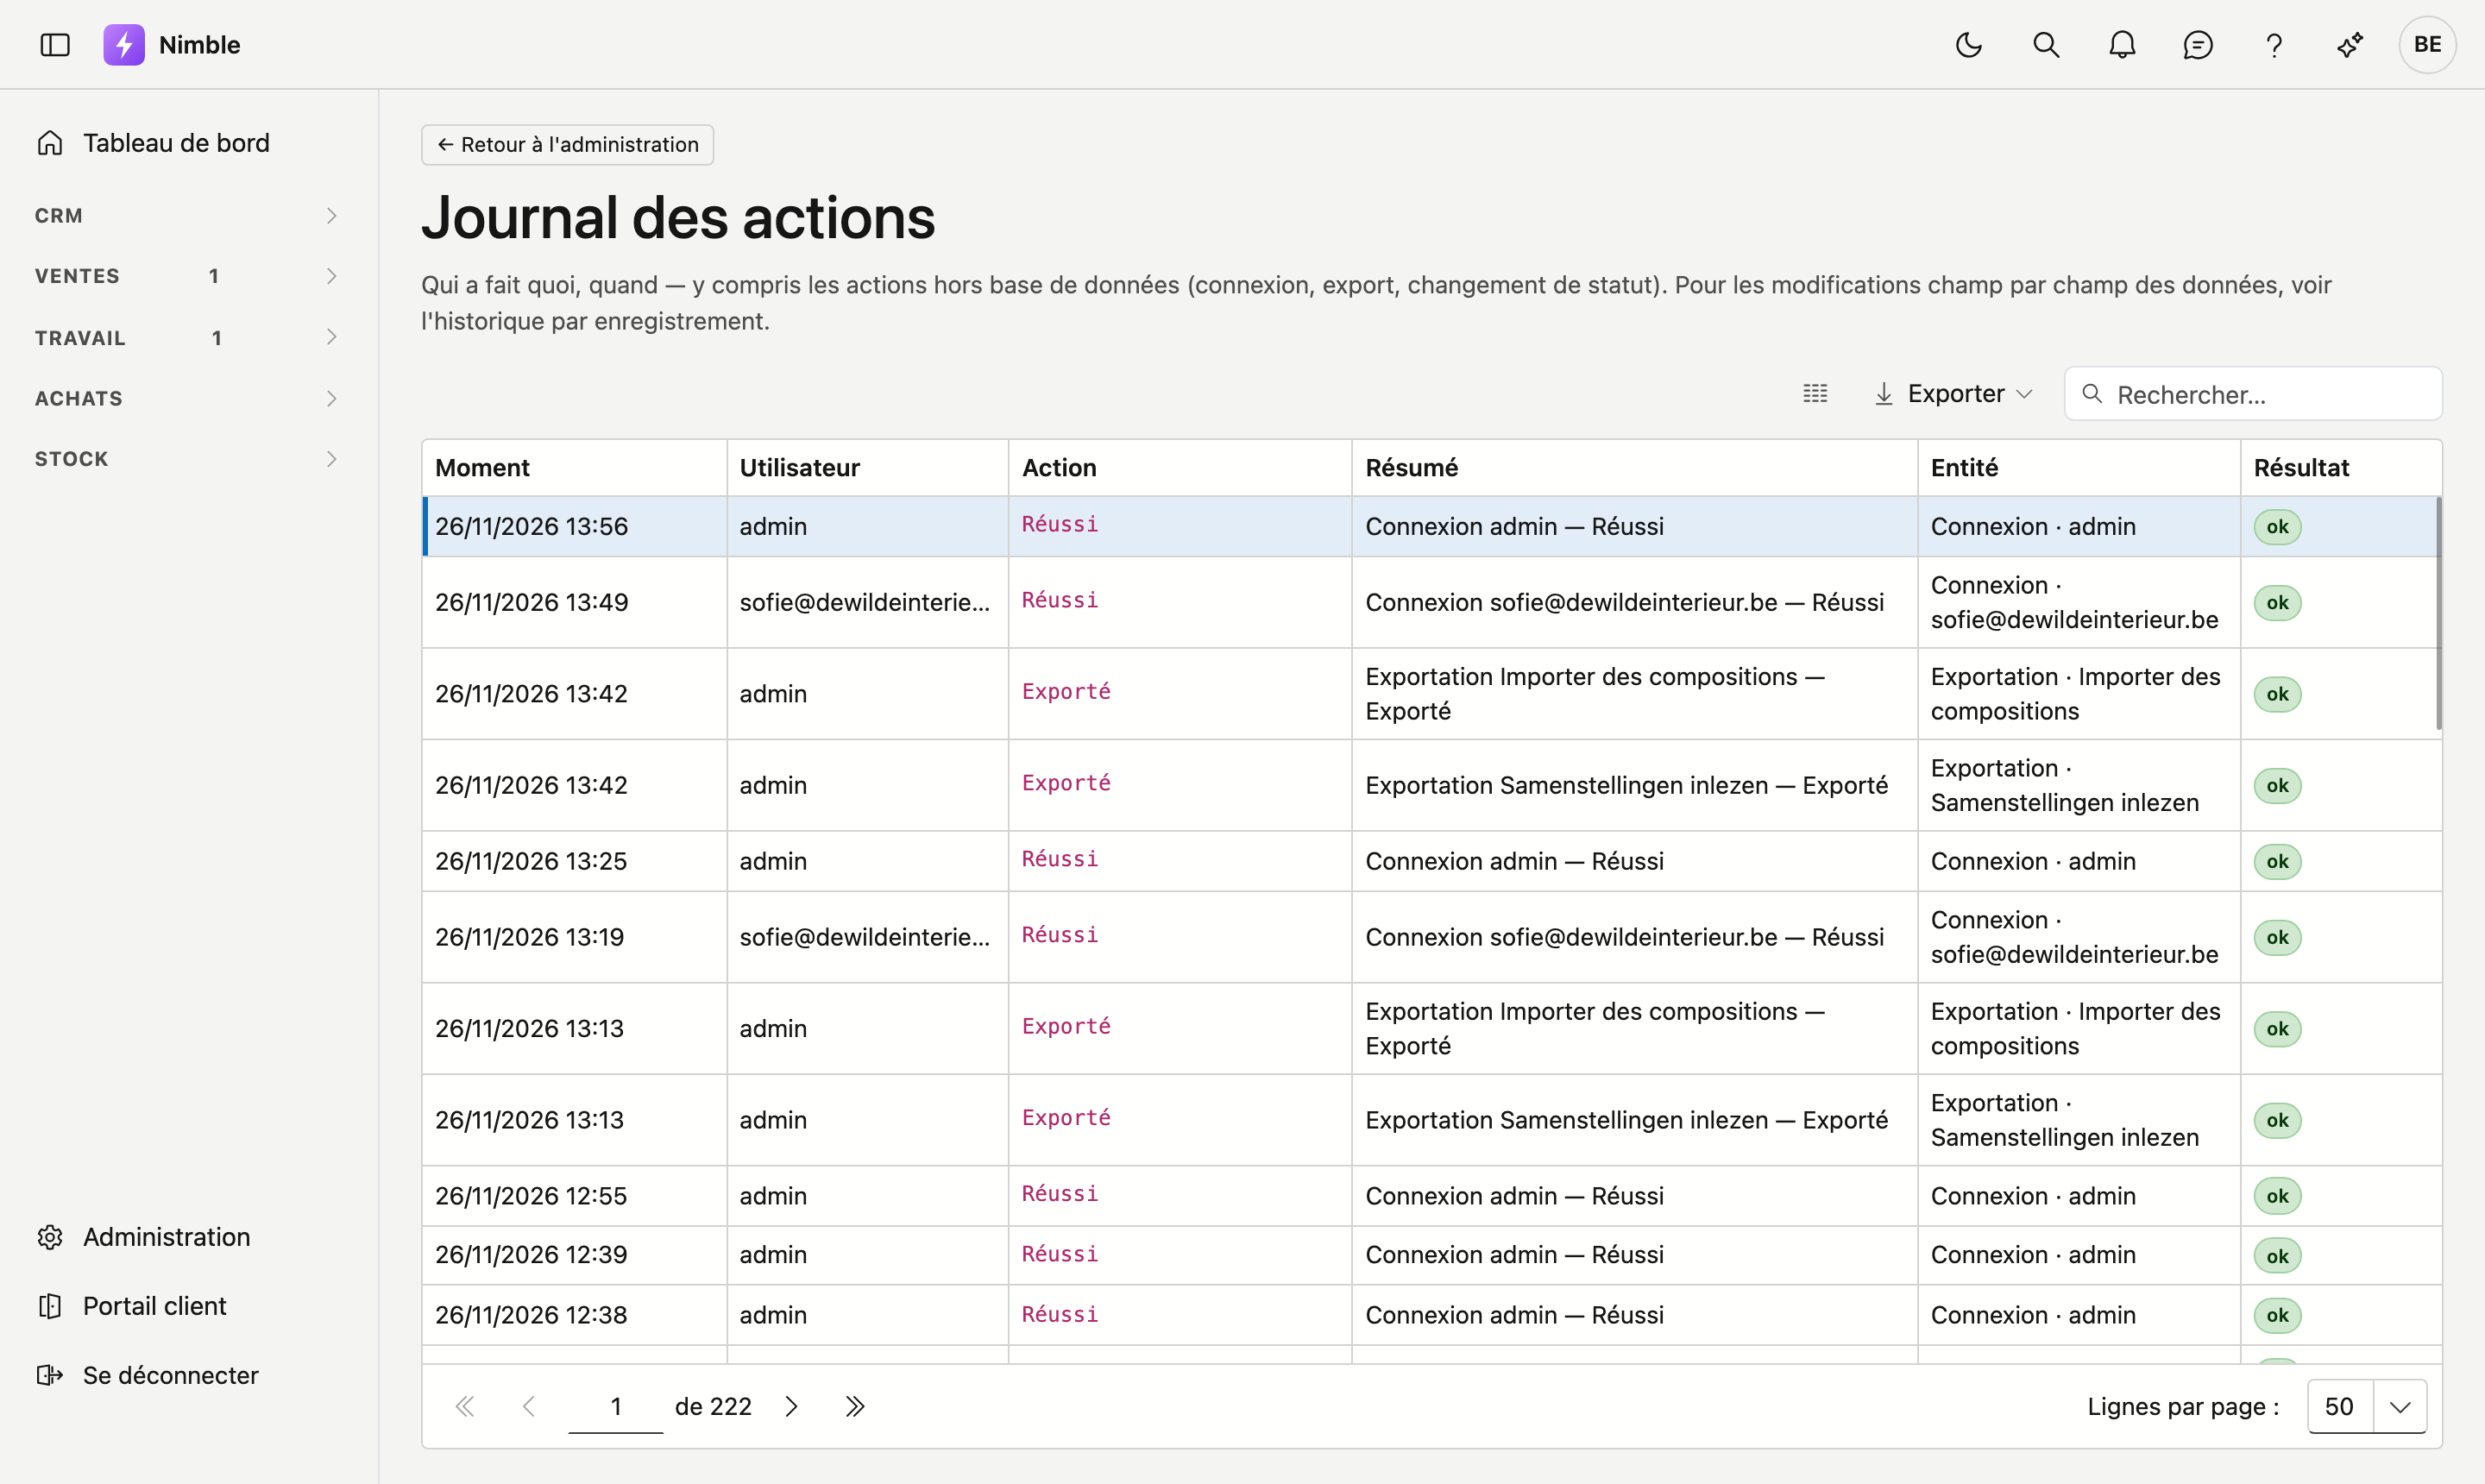 Nimble
BE
Tableau de bord
CRM
VENTES 1
TRAVAIL 1
ACHATS
STOCK
Administration
Portail client
Se déconnecter
← Retour à l'administration
Journal des actions
Qui a fait quoi, quand — y compris les actions hors base de données (connexion, export, changement de statut). Pour les modifications champ par champ des données, voir
l'historique par enregistrement.
Exporter
Rechercher...
Moment Utilisateur Action Résumé Entité Résultat
26/11/2026 13:56 admin Réussi Connexion admin — Réussi Connexion · admin ok
26/11/2026 13:49 sofie@dewildeinterie... Réussi Connexion sofie@dewildeinterieur.be — Réussi Connexion ·
sofie@dewildeinterieur.be ok
26/11/2026 13:42 admin Exporté Exportation Importer des compositions —
Exporté Exportation · Importer des
compositions ok
26/11/2026 13:42 admin Exporté Exportation Samenstellingen inlezen — Exporté Exportation ·
Samenstellingen inlezen ok
26/11/2026 13:25 admin Réussi Connexion admin — Réussi Connexion · admin ok
26/11/2026 13:19 sofie@dewildeinterie... Réussi Connexion sofie@dewildeinterieur.be — Réussi Connexion ·
sofie@dewildeinterieur.be ok
26/11/2026 13:13 admin Exporté Exportation Importer des compositions —
Exporté Exportation · Importer des
compositions ok
26/11/2026 13:13 admin Exporté Exportation Samenstellingen inlezen — Exporté Exportation ·
Samenstellingen inlezen ok
26/11/2026 12:55 admin Réussi Connexion admin — Réussi Connexion · admin ok
26/11/2026 12:39 admin Réussi Connexion admin — Réussi Connexion · admin ok
26/11/2026 12:38 admin Réussi Connexion admin — Réussi Connexion · admin ok
1 de 222
Lignes par page : 50